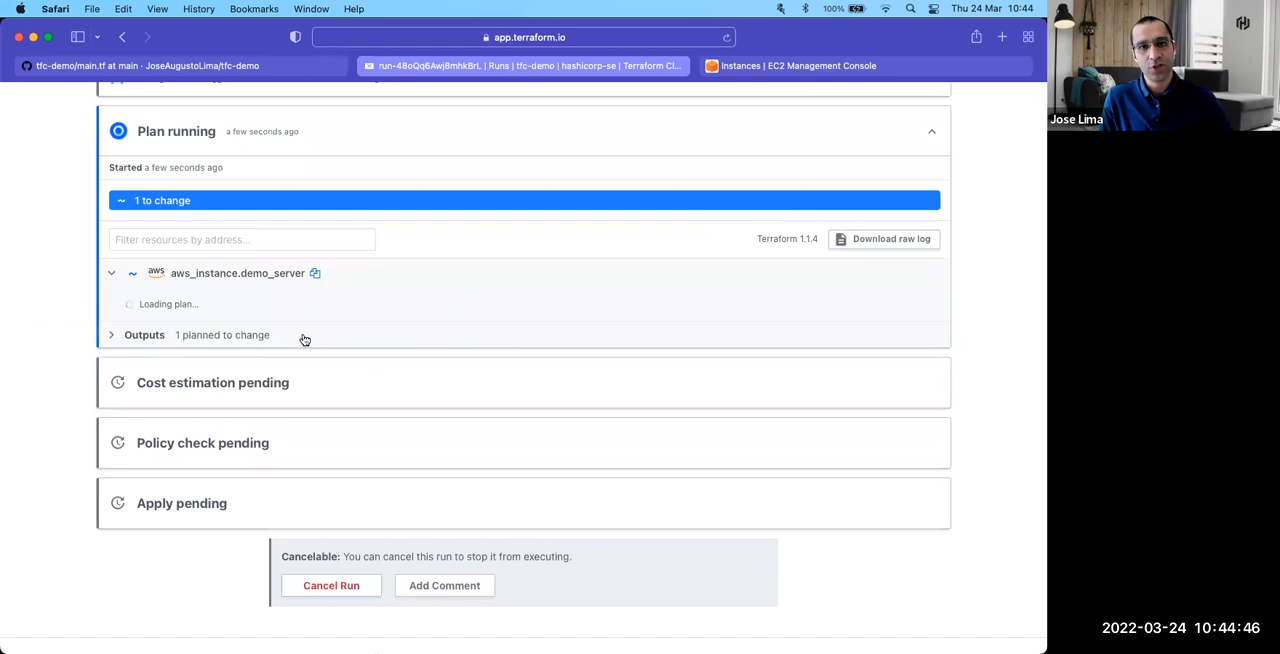 Safari File Edit View History Bookmarks Window Help 100% Thu 24 Mar 10:44
app.terraform.io
tfc-demo/main.tf at main · JoseAugustoLima/tfc-demo run-48oQq6Awj8mhkBrL | Runs | tfc-demo | hashicorp-se | Terraform Cl... Instances | EC2 Management Console
Jose Lima
Plan running a few seconds ago
Started a few seconds ago
~ 1 to change
Filter resources by address... Terraform 1.1.4 Download raw log
~ aws aws_instance.demo_server
Loading plan...
Outputs 1 planned to change
Cost estimation pending
Policy check pending
Apply pending
Cancelable: You can cancel this run to stop it from executing.
Cancel Run Add Comment
2022-03-24 10:44:46